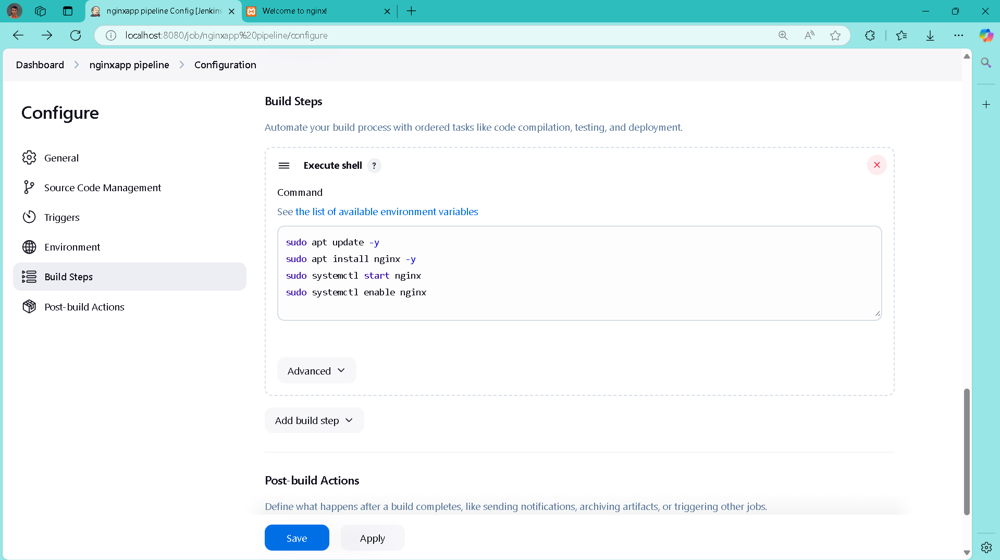 nginxapp pipeline Config [Jenkins
Welcome to nginx!
localhost:8080/job/nginxapp%20pipeline/configure
Dashboard
nginxapp pipeline
Configuration
Configure
General
Source Code Management
Triggers
Environment
Build Steps
Post-build Actions
Build Steps
Automate your build process with ordered tasks like code compilation, testing, and deployment.
Execute shell ?
Command
See the list of available environment variables
sudo apt update -y
sudo apt install nginx -y
sudo systemctl start nginx
sudo systemctl enable nginx
Advanced
Add build step
Post-build Actions
Define what happens after a build completes, like sending notifications, archiving artifacts, or triggering other jobs.
Save
Apply